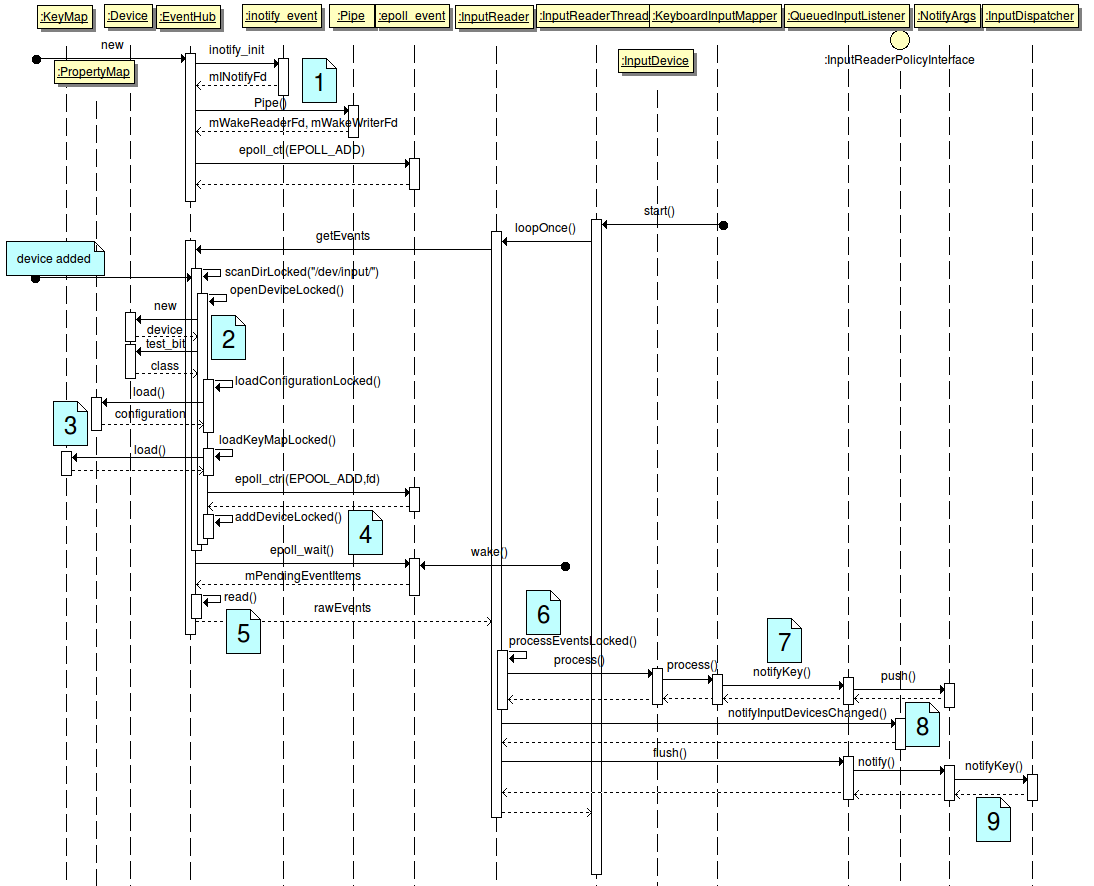 :KeyMap
:Device
:EventHub
:inotify_event
:Pipe
:epoll_event
:InputReader
:InputReaderThread
:KeyboardInputMapper
:QueuedInputListener
:NotifyArgs
:InputDispatcher
new
inotify_init
:InputDevice
:InputReaderPolicyInterface
:PropertyMap
mINotifyFd
1
Pipe()
mWakeReaderFd, mWakeWriterFd
epoll_ctl(EPOLL_ADD)
start()
loopOnce()
getEvents
device added
scanDirLocked("/dev/input/")
openDeviceLocked()
new
device
2
test_bit
class
loadConfigurationLocked()
load()
configuration
3
loadKeyMapLocked()
load()
epoll_ctrl(EPOOL_ADD,fd)
addDeviceLocked()
4
epoll_wait()
wake()
mPendingEventItems
read()
rawEvents
5
6
processEventsLocked()
process()
process()
7
notifyKey()
push()
notifyInputDevicesChanged()
8
flush()
notify()
notifyKey()
9